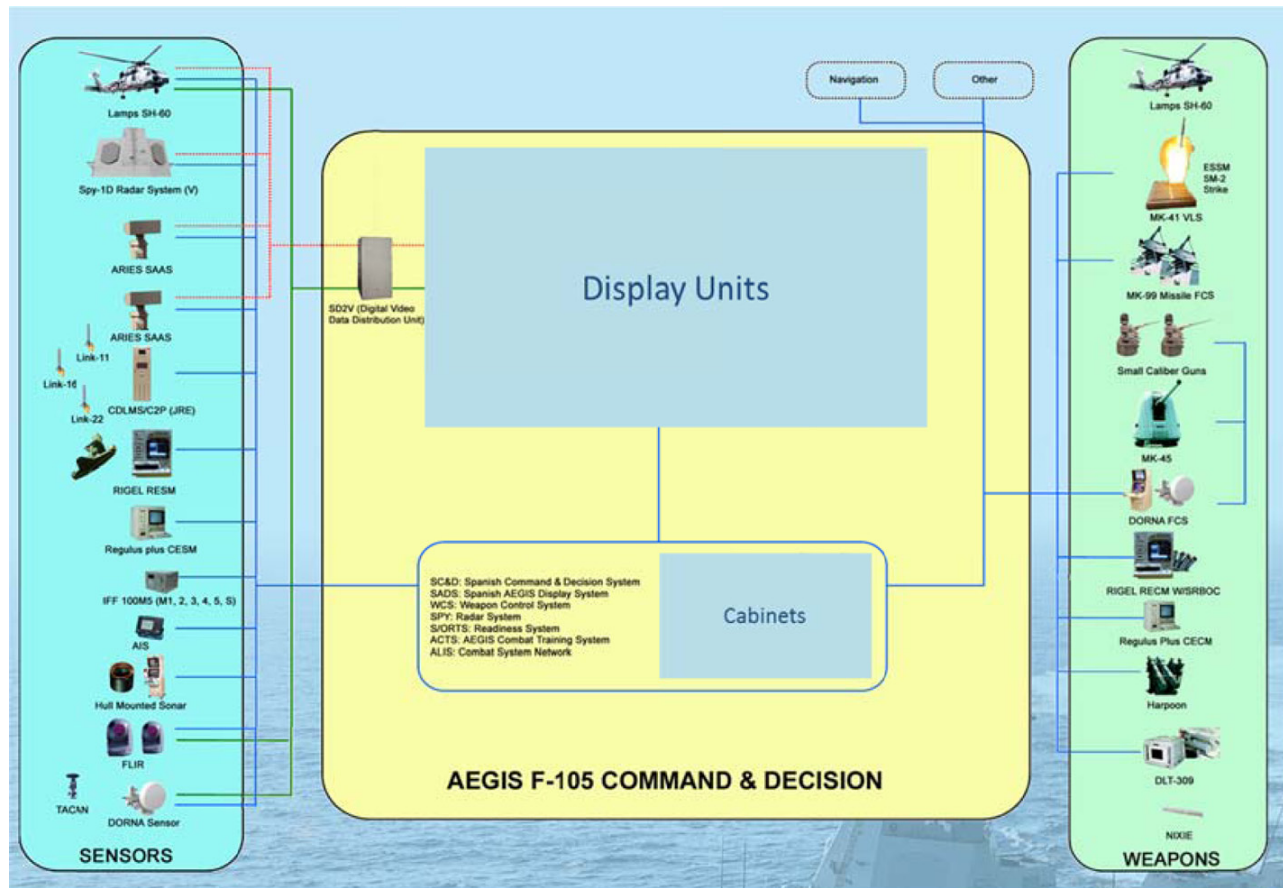 Lamps SH-60
Spy-1D Radar System (V)
ARIES SAAS
ARIES SAAS
Link-11
Link-16
Link-22
CDLMS/C2P (JRE)
RIGEL RESM
Regulus plus CESM
IFF 100M5 (M1, 2, 3, 4, 5, S)
AIS
Hull Mounted Sonar
FLIR
TACAN
DORNA Sensor
SENSORS
Navigation
Other
SD2V (Digital Video
Data Distribution Unit)
Display Units
SC&D: Spanish Command & Decision System
SADS: Spanish AEGIS Display System
WCS: Weapon Control System
SPY: Radar System
S/ORTS: Readiness System
ACTS: AEGIS Combat Training System
ALIS: Combat System Network
Cabinets
AEGIS F-105 COMMAND & DECISION
Lamps SH-60
ESSM
SM-2
Strike
MK-41 VLS
MK-99 Missile FCS
Small Caliber Guns
MK-45
DORNA FCS
RIGEL RECM W/SRBOC
Regulus Plus CECM
Harpoon
DLT-309
NIXIE
WEAPONS